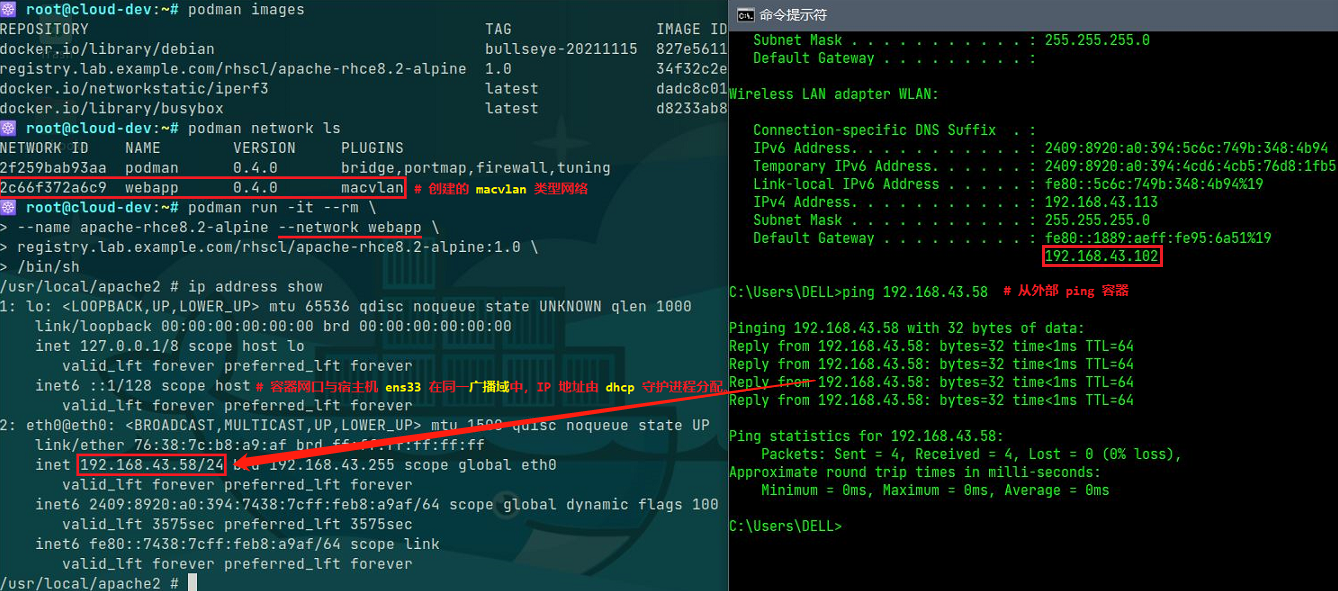 root@cloud-dev:~# podman images
REPOSITORY TAG IMAGE ID
docker.io/library/debian bullseye-20211115 827e5611
registry.lab.example.com/rhscl/apache-rhce8.2-alpine 1.0 34f32c2e
docker.io/networkstatic/iperf3 latest dadc8c01
docker.io/library/busybox latest d8233ab8
root@cloud-dev:~# podman network ls
NETWORK ID NAME VERSION PLUGINS
2f259bab93aa podman 0.4.0 bridge,portmap,firewall,tuning
2c66f372a6c9 webapp 0.4.0 macvlan # 创建的 macvlan 类型网络
root@cloud-dev:~# podman run -it --rm \
> --name apache-rhce8.2-alpine --network webapp \
> registry.lab.example.com/rhscl/apache-rhce8.2-alpine:1.0 \
> /bin/sh
/usr/local/apache2 # ip address show
1: lo: <LOOPBACK,UP,LOWER_UP> mtu 65536 qdisc noqueue state UNKNOWN qlen 1000
link/loopback 00:00:00:00:00:00 brd 00:00:00:00:00:00
inet 127.0.0.1/8 scope host lo
valid_lft forever preferred_lft forever
inet6 ::1/128 scope host # 容器网口与宿主机 ens33 在同一广播域中，IP 地址由 dhcp 守护进程分配。
valid_lft forever preferred_lft forever
2: eth0@eth0: <BROADCAST,MULTICAST,UP,LOWER_UP> mtu 1500 qdisc noqueue state UP
link/ether 76:38:7c:b8:a9:af brd ff:ff:ff:ff:ff:ff
inet 192.168.43.58/24 brd 192.168.43.255 scope global eth0
valid_lft forever preferred_lft forever
inet6 2409:8920:a0:394:7438:7cff:feb8:a9af/64 scope global dynamic flags 100
valid_lft 3575sec preferred_lft 3575sec
inet6 fe80::7438:7cff:feb8:a9af/64 scope link
valid_lft forever preferred_lft forever
/usr/local/apache2 #
命令提示符
Subnet Mask . . . . . . . . . . . : 255.255.255.0
Default Gateway . . . . . . . . . :
Wireless LAN adapter WLAN:
Connection-specific DNS Suffix . :
IPv6 Address. . . . . . . . . . . : 2409:8920:a0:394:5c6c:749b:348:4b94
Temporary IPv6 Address. . . . . . : 2409:8920:a0:394:4cd6:4cb5:76d8:1fb5
Link-local IPv6 Address . . . . . : fe80::5c6c:749b:348:4b94%19
IPv4 Address. . . . . . . . . . . : 192.168.43.113
Subnet Mask . . . . . . . . . . . : 255.255.255.0
Default Gateway . . . . . . . . . : fe80::1889:aeff:fe95:6a51%19
192.168.43.102
C:\Users\DELL>ping 192.168.43.58 # 从外部 ping 容器
Pinging 192.168.43.58 with 32 bytes of data:
Reply from 192.168.43.58: bytes=32 time<1ms TTL=64
Reply from 192.168.43.58: bytes=32 time<1ms TTL=64
Reply from 192.168.43.58: bytes=32 time<1ms TTL=64
Reply from 192.168.43.58: bytes=32 time<1ms TTL=64
Ping statistics for 192.168.43.58:
Packets: Sent = 4, Received = 4, Lost = 0 (0% loss),
Approximate round trip times in milli-seconds:
Minimum = 0ms, Maximum = 0ms, Average = 0ms
C:\Users\DELL>